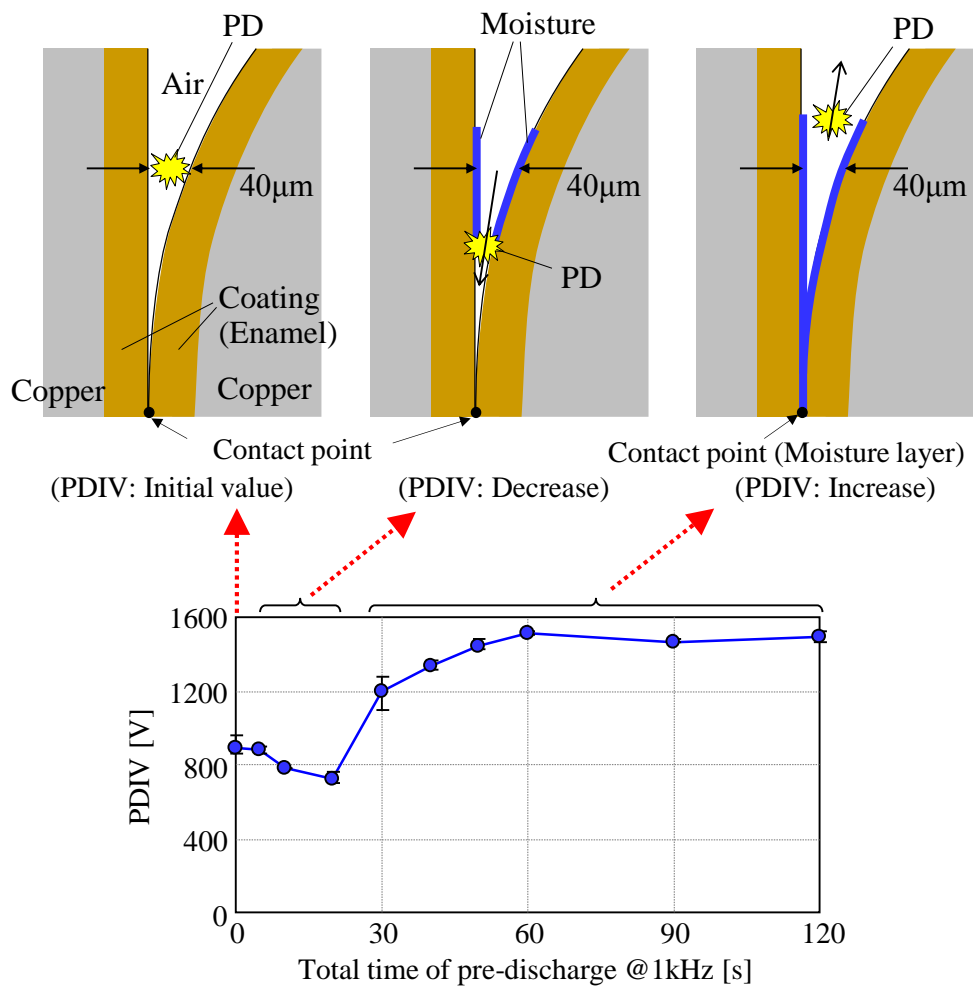 PD
Air
40μm
Coating
(Enamel)
Copper
Copper
Moisture
40μm
PD
PD
40μm
Contact point
Contact point (Moisture layer)
(PDIV: Initial value)
(PDIV: Decrease)
(PDIV: Increase)
PDIV [V]
1600
1200
800
400
0
0
30
60
90
120
Total time of pre-discharge @1kHz [s]